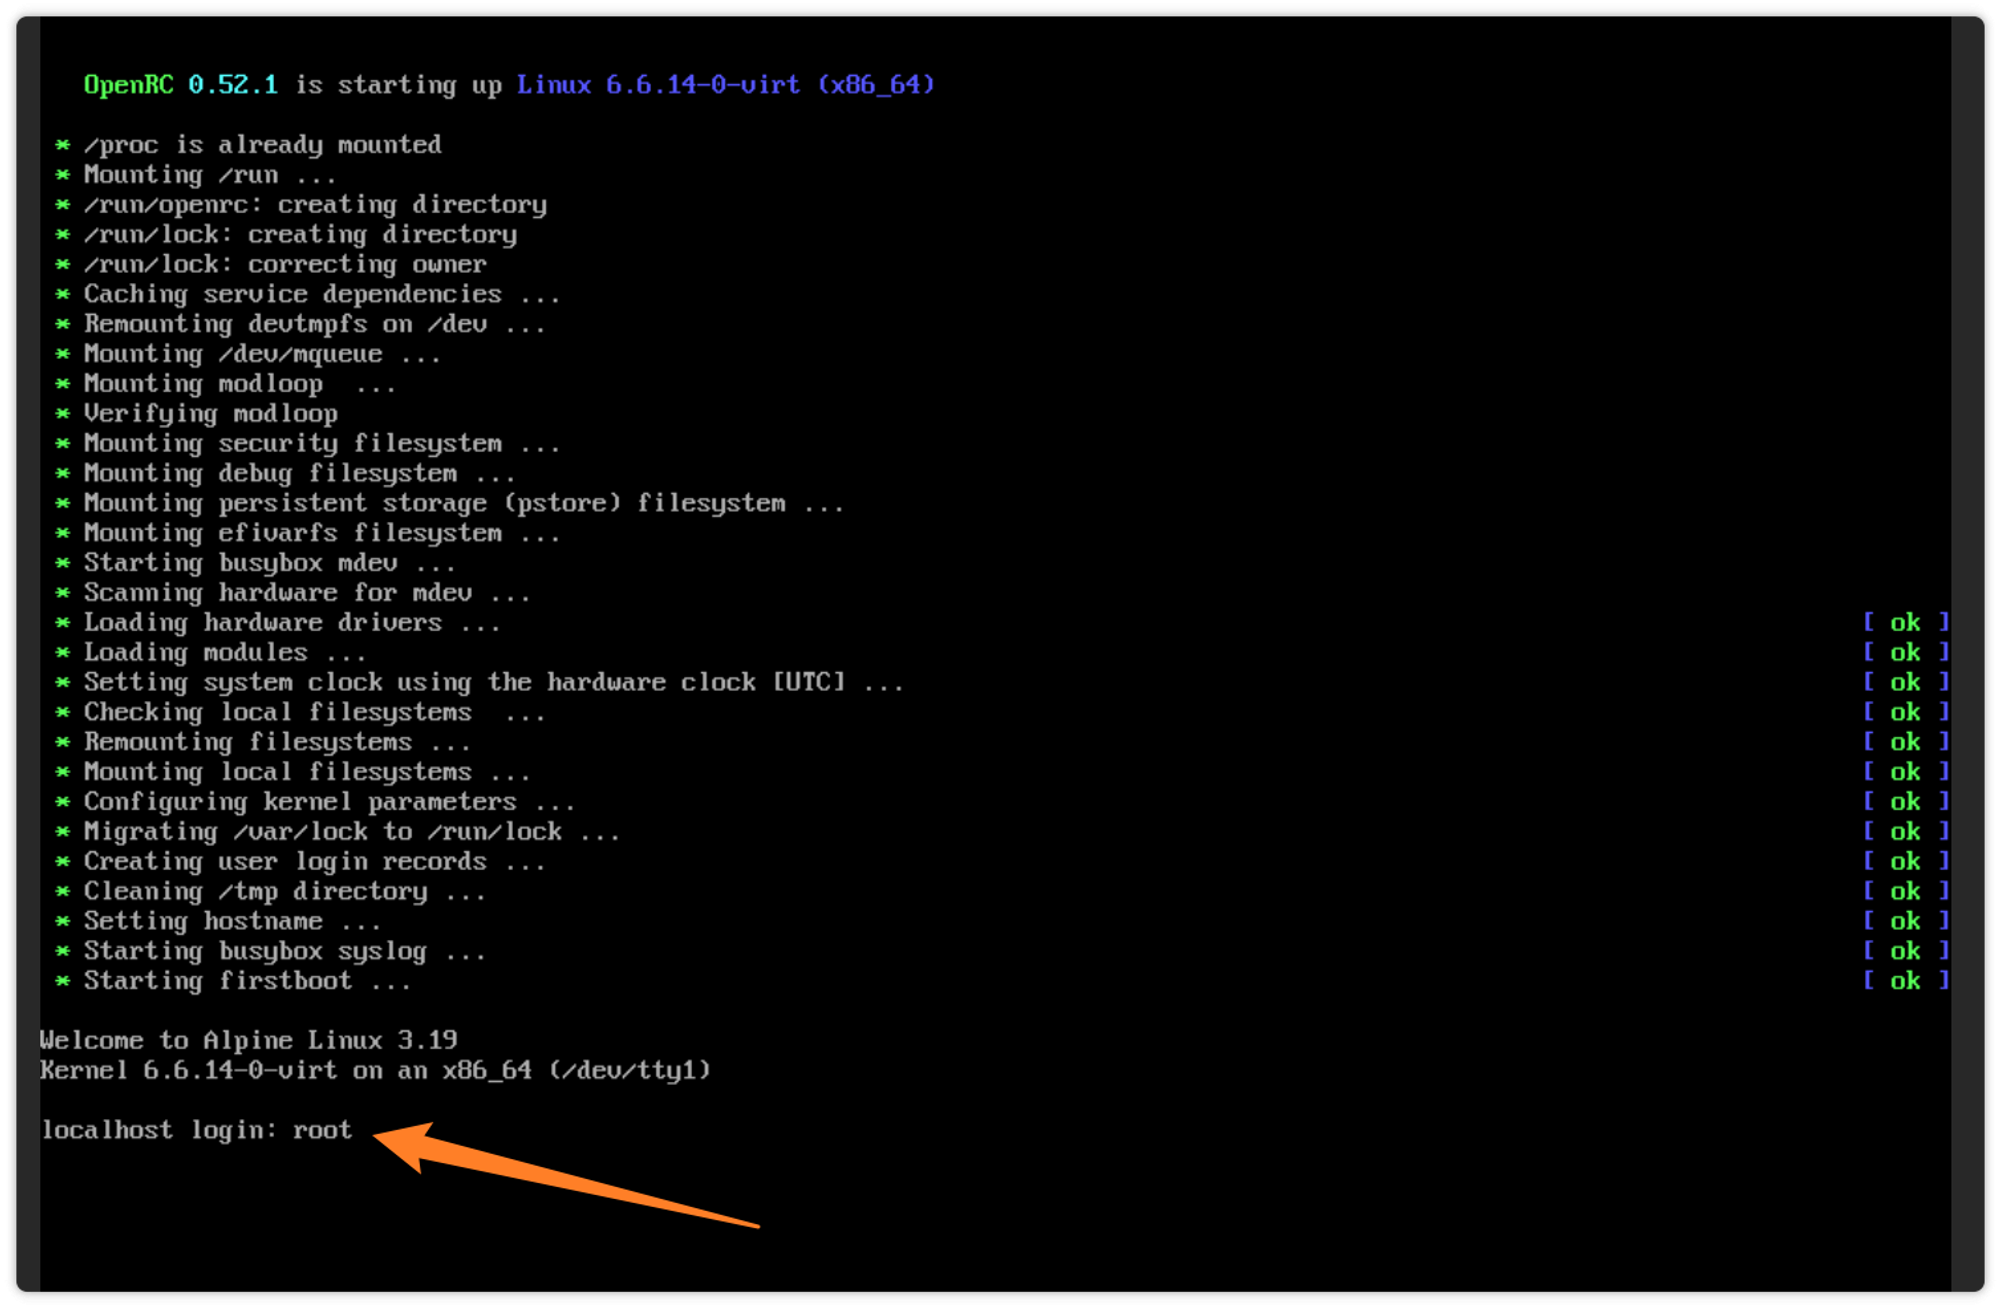 OpenRC 0.52.1 is starting up Linux 6.6.14-0-virt (x86_64)
* /proc is already mounted
* Mounting /run ...
* /run/openrc: creating directory
* /run/lock: creating directory
* /run/lock: correcting owner
* Caching service dependencies ...
* Remounting devtmpfs on /dev ...
* Mounting /dev/mqueue ...
* Mounting modloop  ...
* Verifying modloop
* Mounting security filesystem ...
* Mounting debug filesystem ...
* Mounting persistent storage (pstore) filesystem ...
* Mounting efivarfs filesystem ...
* Starting busybox mdev ...
* Scanning hardware for mdev ...
* Loading hardware drivers ... [ ok ]
* Loading modules ... [ ok ]
* Setting system clock using the hardware clock [UTC] ... [ ok ]
* Checking local filesystems  ... [ ok ]
* Remounting filesystems ... [ ok ]
* Mounting local filesystems ... [ ok ]
* Configuring kernel parameters ... [ ok ]
* Migrating /var/lock to /run/lock ... [ ok ]
* Creating user login records ... [ ok ]
* Cleaning /tmp directory ... [ ok ]
* Setting hostname ... [ ok ]
* Starting busybox syslog ... [ ok ]
* Starting firstboot ... [ ok ]
Welcome to Alpine Linux 3.19
Kernel 6.6.14-0-virt on an x86_64 (/dev/tty1)
localhost login: root